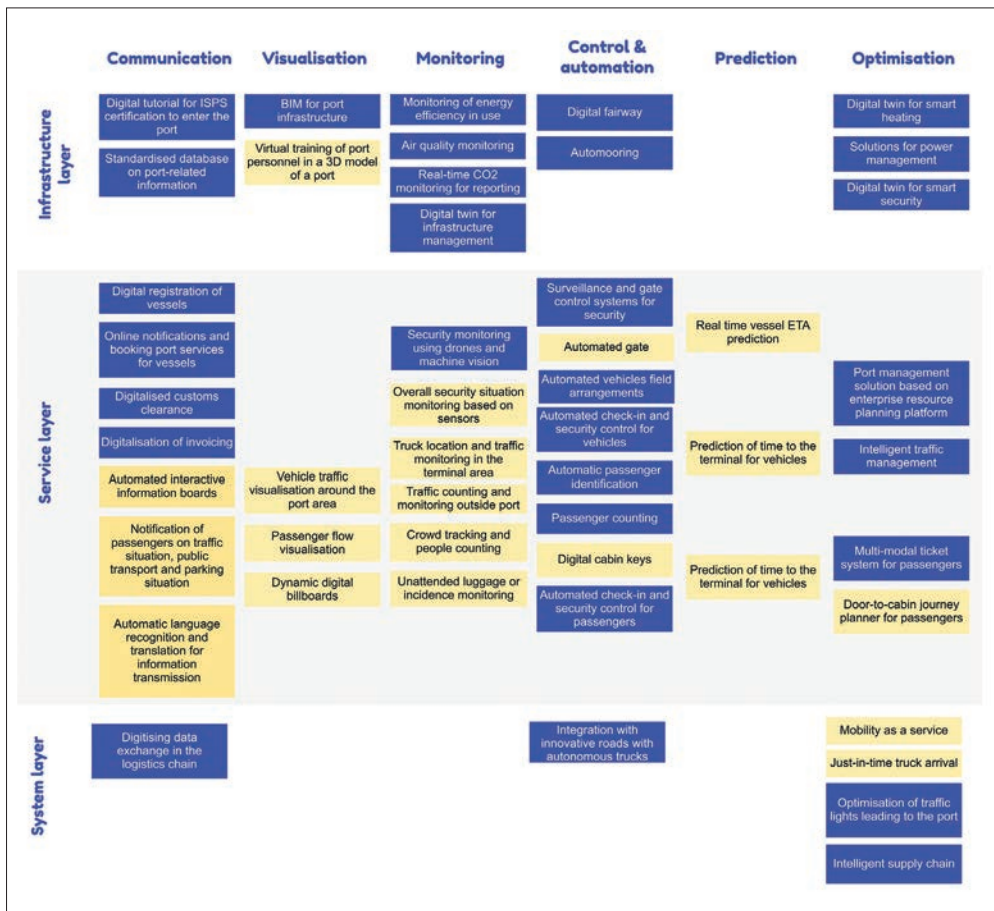 Communication
Visualisation
Monitoring
Control &
automation
Prediction
Optimisation
Infrastructure
layer
Digital tutorial for ISPS
certification to enter the
port
Standardised database
on port-related
information
BIM for port
infrastructure
Virtual training of port
personnel in a 3D model
of a port
Monitoring of energy
efficiency in use
Air quality monitoring
Real-time CO2
monitoring for reporting
Digital twin for
infrastructure
management
Digital fairway
Automooring
Digital twin for smart
heating
Solutions for power
management
Digital twin for smart
security
Service layer
Digital registration of
vessels
Online notifications and
booking port services
for vessels
Digitalised customs
clearance
Digitalisation of invoicing
Automated interactive
information boards
Notification of
passengers on traffic
situation, public
transport and parking
situation
Automatic language
recognition and
translation for
information
transmission
Vehicle traffic
visualisation around the
port area
Passenger flow
visualisation
Dynamic digital
billboards
Security monitoring
using drones and
machine vision
Overall security situation
monitoring based on
sensors
Truck location and traffic
monitoring in the
terminal area
Traffic counting and
monitoring outside port
Crowd tracking and
people counting
Unattended luggage or
incidence monitoring
Surveillance and gate
control systems for
security
Automated gate
Automated vehicles field
arrangements
Automated check-in and
security control for
vehicles
Automatic passenger
identification
Passenger counting
Digital cabin keys
Automated check-in and
security control for
passengers
Real time vessel ETA
prediction
Prediction of time to the
terminal for vehicles
Prediction of time to the
terminal for vehicles
Port management
solution based on
enterprise resource
planning platform
Intelligent traffic
management
Multi-modal ticket
system for passengers
Door-to-cabin journey
planner for passengers
System layer
Digitising data
exchange in the
logistics chain
Integration with
innovative roads with
autonomous trucks
Mobility as a service
Just-in-time truck arrival
Optimisation of traffic
lights leading to the port
Intelligent supply chain